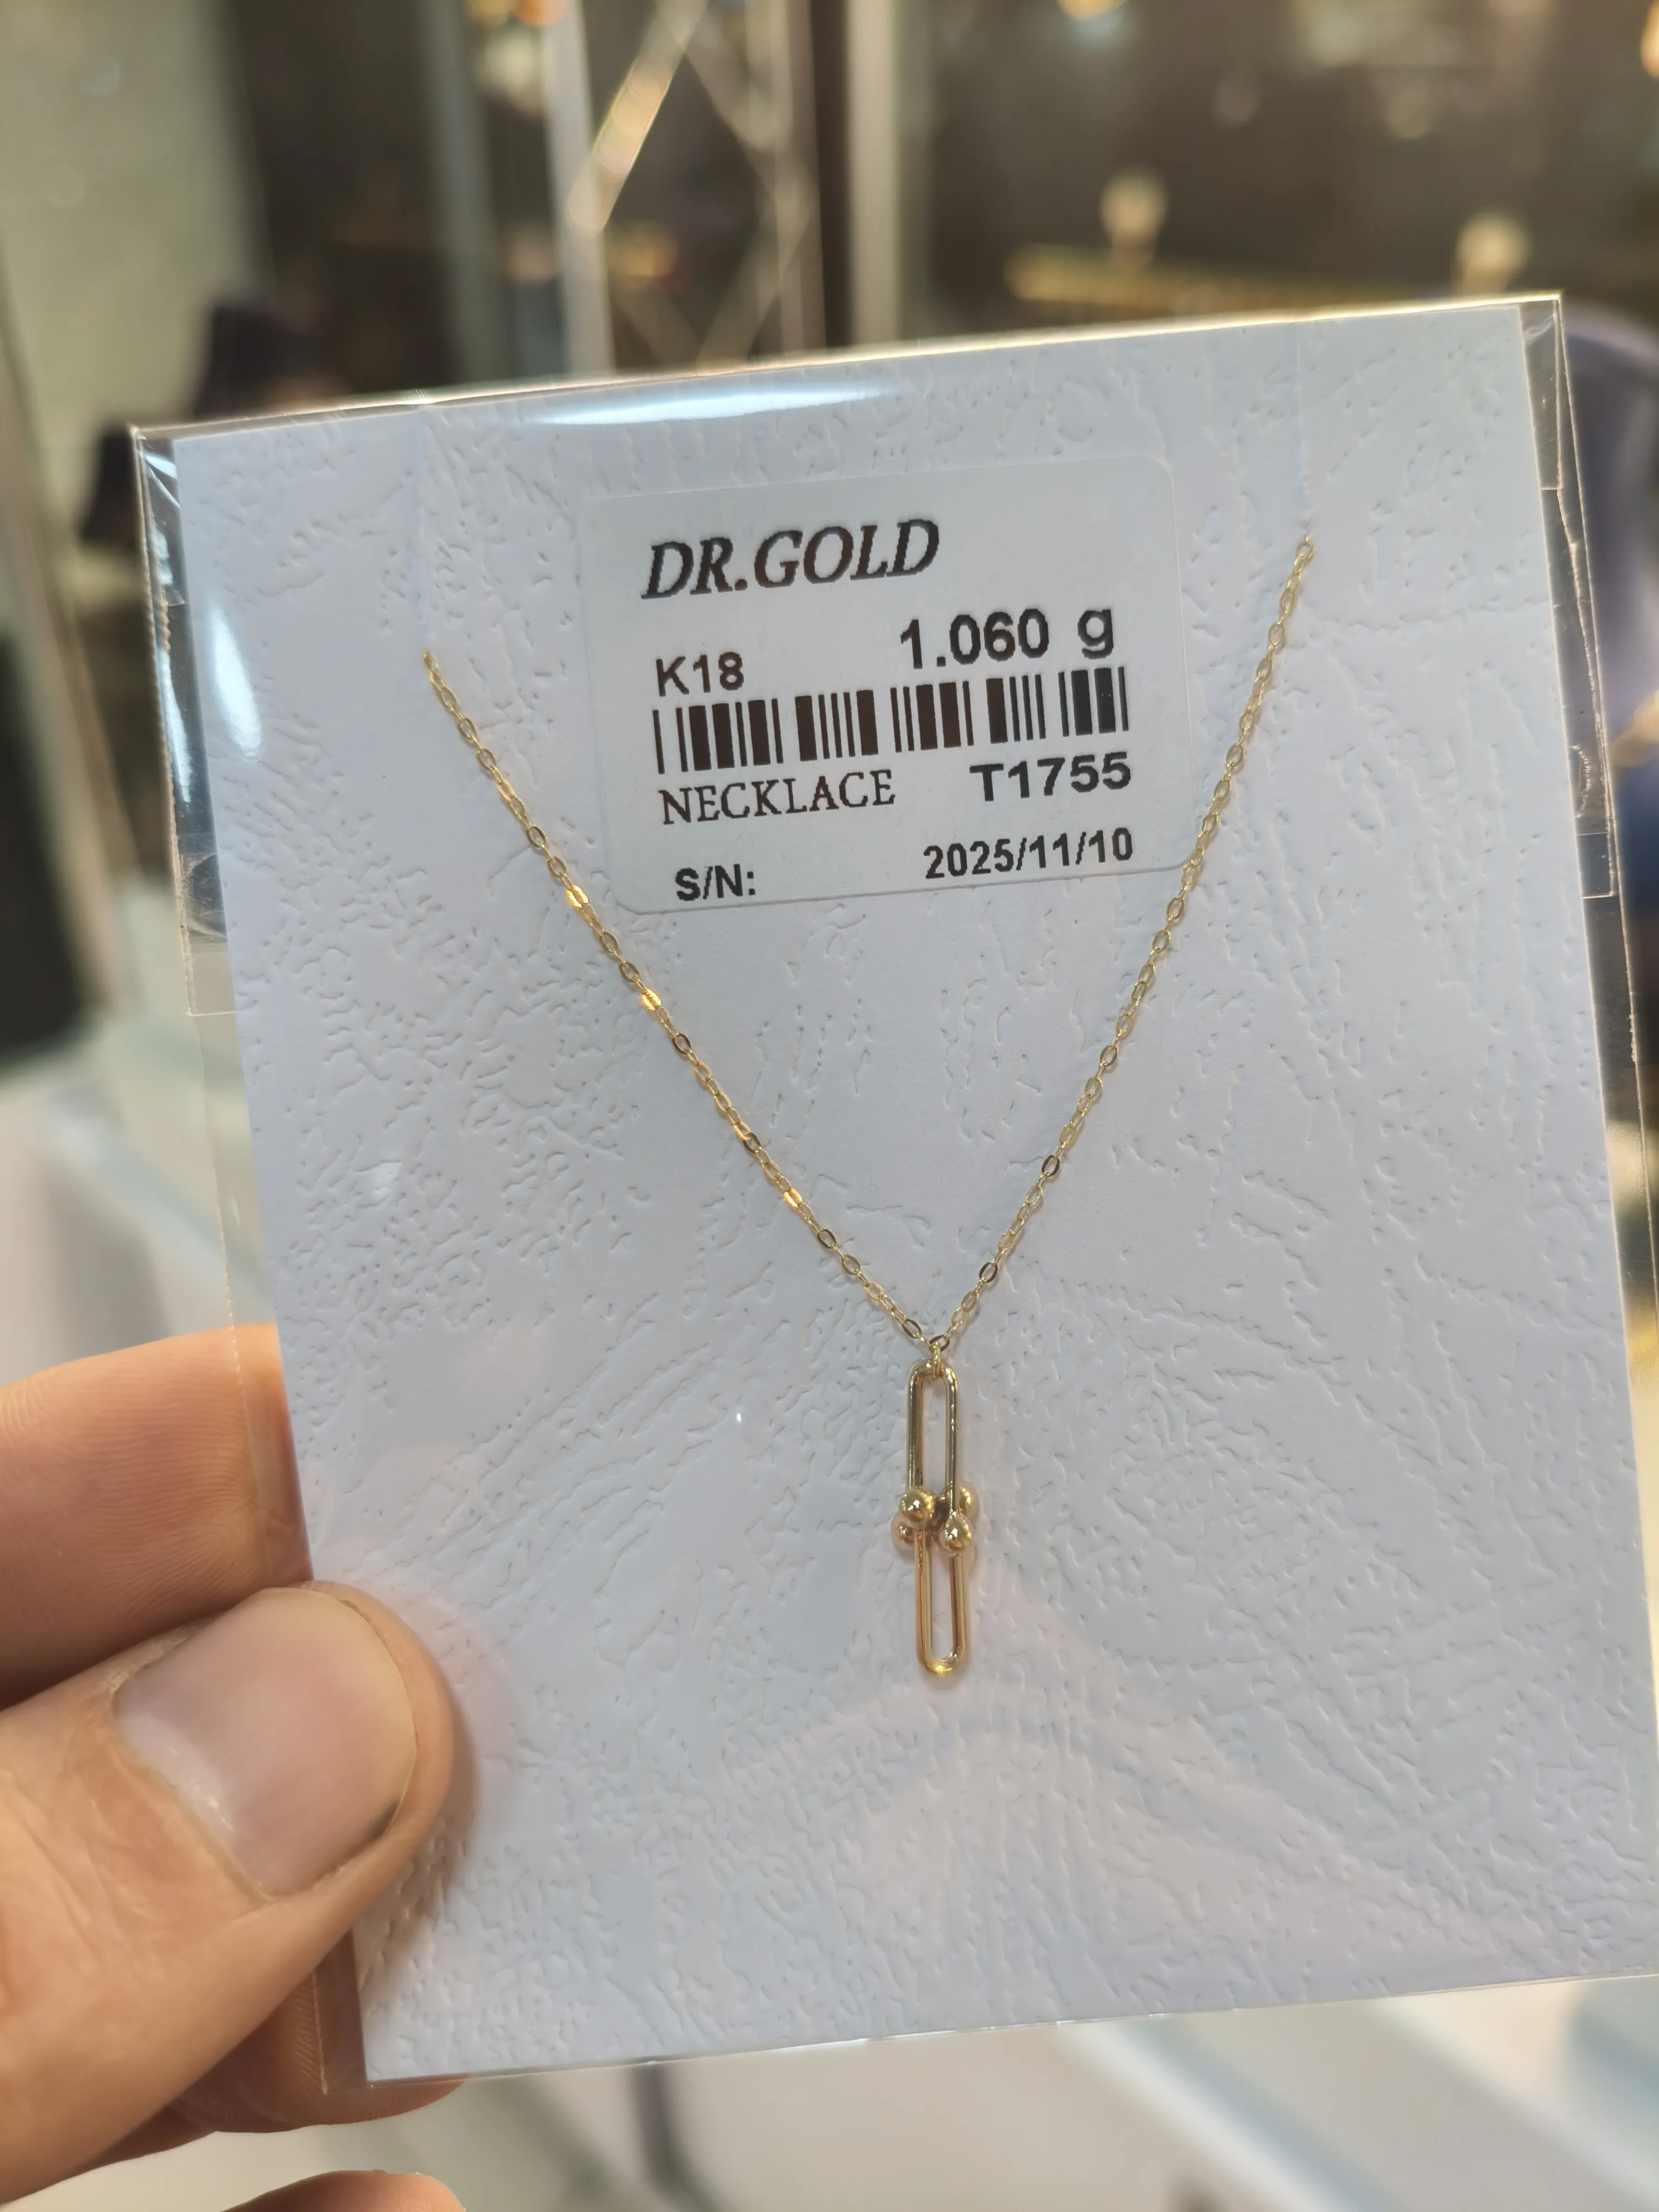 DR.GOLD
K18 1.060 g
NECKLACE T1755
S/N: 2025/11/10